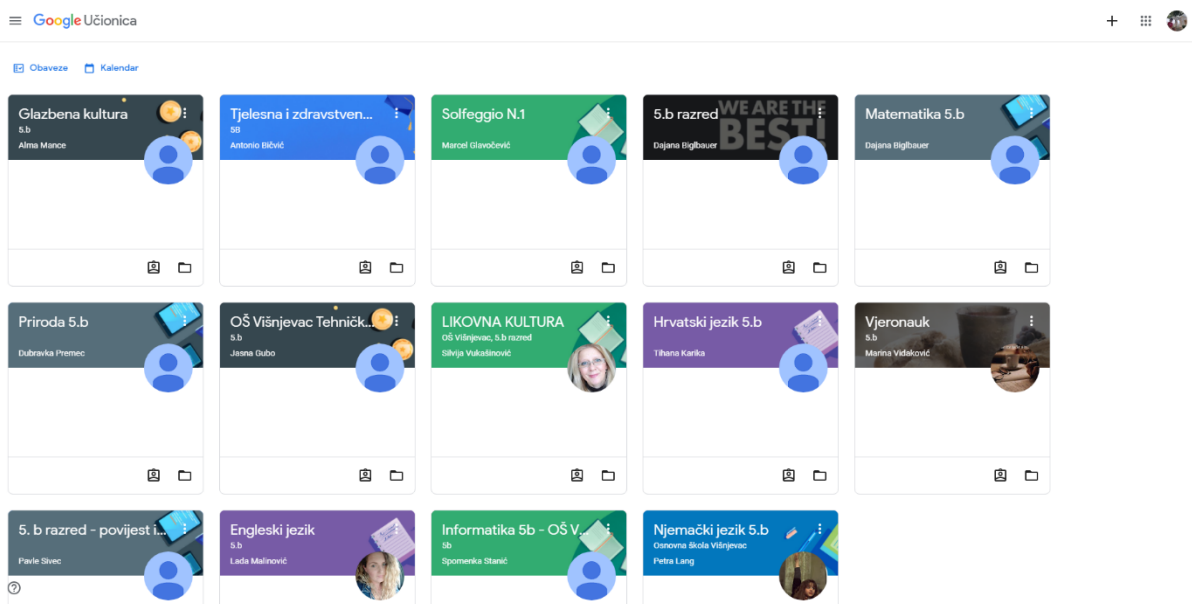 Google Učionica
Obaveze
Kalendar
Glazbena kultura
5.b
Alma Mance
Tjelesna i zdravstven...
5B
Antonio Bičvić
Solfeggio N.1
Marcel Glavočević
5.b razred
Dajana Biglbauer
WE ARE THE
BEST!
Matematika 5.b
Dajana Biglbauer
Priroda 5.b
Dubravka Premec
OŠ Višnjevac Tehničk...
5.b
Jasna Gubo
LIKOVNA KULTURA
OŠ Višnjevac, 5.b razred
Silvija Vukašinović
Hrvatski jezik 5.b
Tihana Karika
Vjeronauk
5.b
Marina Vidaković
5. b razred - povijest i...
Pavle Sivec
Engleski jezik
5.b
Lada Malinović
Informatika 5b - OŠ V...
5b
Spomenka Stanić
Njemački jezik 5.b
Osnovna škola Višnjevac
Petra Lang